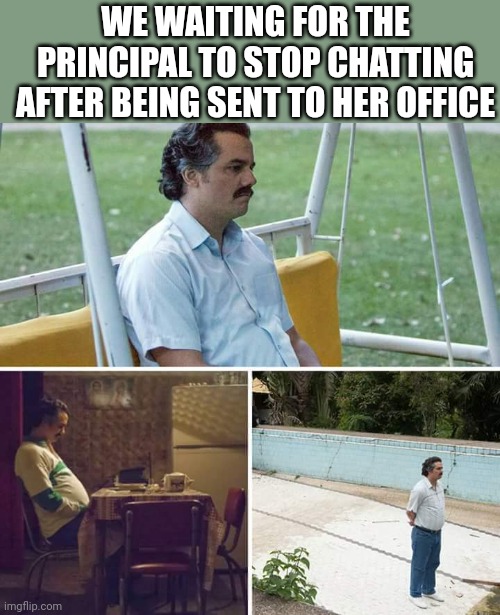 WE WAITING FOR THE
PRINCIPAL TO STOP CHATTING
AFTER BEING SENT TO HER OFFICE
imgflip.com